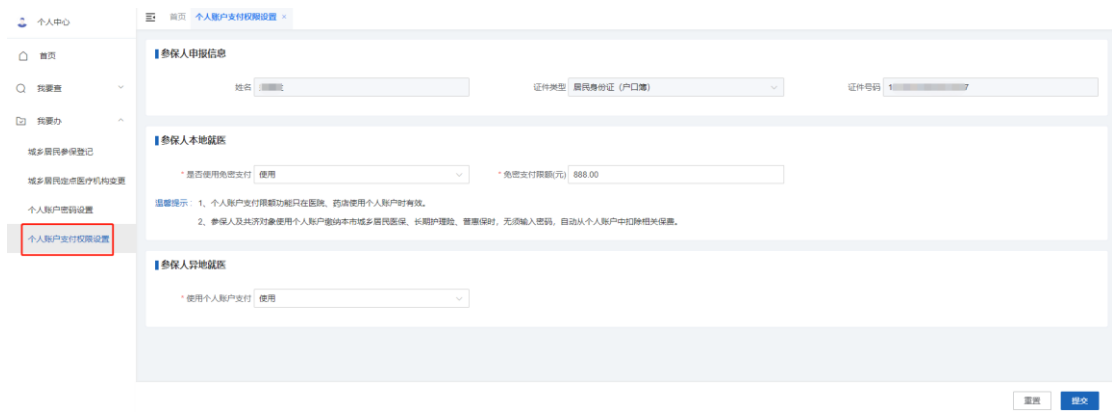 个人中心
首页 个人账户支付权限设置 ×
首页
我要查
我要办
城乡居民参保登记
城乡居民定点医疗机构变更
个人账户密码设置
个人账户支付权限设置
参保人申报信息
姓名
证件类型 居民身份证（户口簿）
证件号码 1 7
参保人本地就医
* 是否使用免密支付 使用
* 免密支付限额(元) 888.00
温馨提示： 1、个人账户支付限额功能只在医院、药店使用个人账户时有效。
2、参保人及共济对象使用个人账户缴纳本市城乡居民医保、长期护理险、普惠保时，无须输入密码，自动从个人账户中扣除相关保费。
参保人异地就医
* 使用个人账户支付 使用
重置 提交